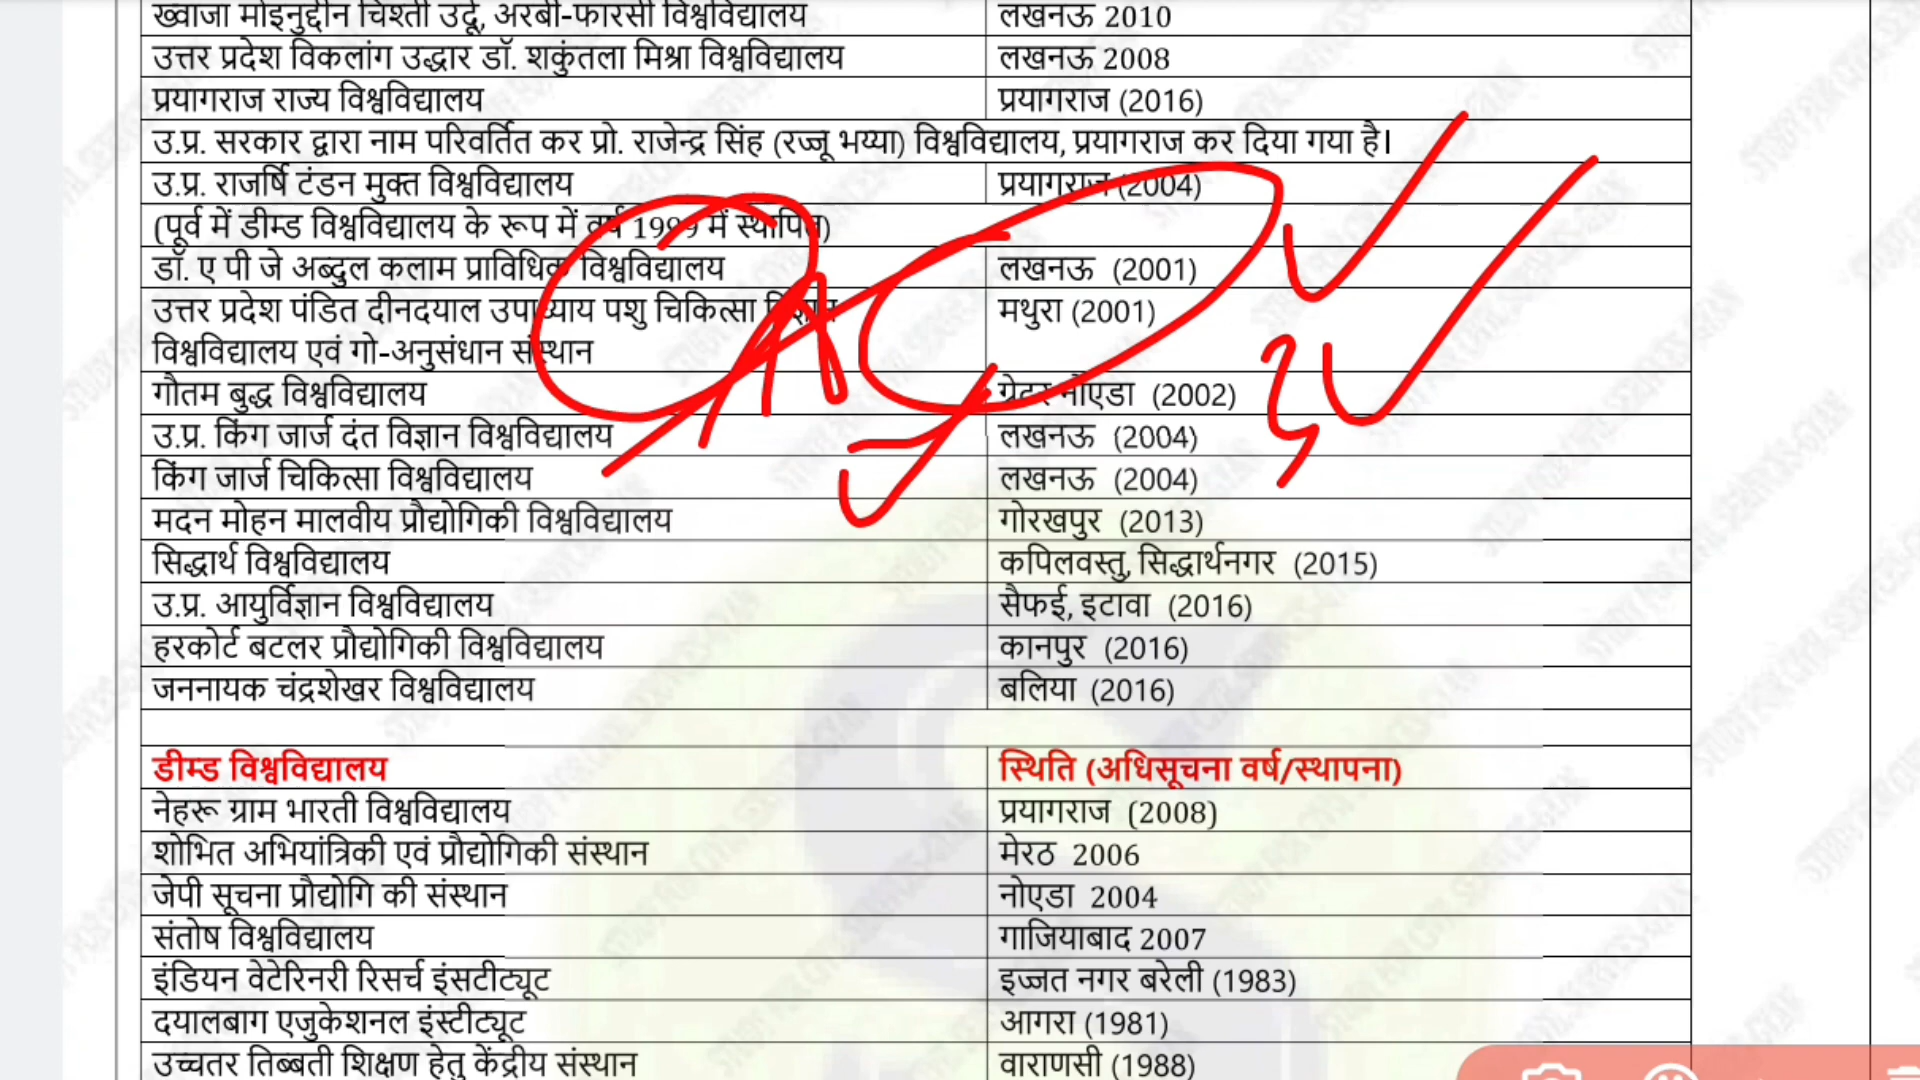 ख्वाजा मोइनुद्दीन चिश्ती उर्दू, अरबी-फारसी विश्वविद्यालय लखनऊ 2010
उत्तर प्रदेश विकलांग उद्धार डॉ. शकुंतला मिश्रा विश्वविद्यालय लखनऊ 2008
प्रयागराज राज्य विश्वविद्यालय प्रयागराज (2016)
उ.प्र. सरकार द्वारा नाम परिवर्तित कर प्रो. राजेन्द्र सिंह (रज्जू भय्या) विश्वविद्यालय, प्रयागराज कर दिया गया है।
उ.प्र. राजर्षि टंडन मुक्त विश्वविद्यालय प्रयागराज (2004)
(पूर्व में डीम्ड विश्वविद्यालय के रूप में वर्ष 1999 में स्थापित)
डॉ. ए पी जे अब्दुल कलाम प्राविधिक विश्वविद्यालय लखनऊ (2001)
उत्तर प्रदेश पंडित दीनदयाल उपाध्याय पशु चिकित्सा विज्ञान मथुरा (2001)
विश्वविद्यालय एवं गो-अनुसंधान संस्थान
गौतम बुद्ध विश्वविद्यालय ग्रेटर नौएडा (2002)
उ.प्र. किंग जार्ज दंत विज्ञान विश्वविद्यालय लखनऊ (2004)
किंग जार्ज चिकित्सा विश्वविद्यालय लखनऊ (2004)
मदन मोहन मालवीय प्रौद्योगिकी विश्वविद्यालय गोरखपुर (2013)
सिद्धार्थ विश्वविद्यालय कपिलवस्तु, सिद्धार्थनगर (2015)
उ.प्र. आयुर्विज्ञान विश्वविद्यालय सैफई, इटावा (2016)
हरकोर्ट बटलर प्रौद्योगिकी विश्वविद्यालय कानपुर (2016)
जननायक चंद्रशेखर विश्वविद्यालय बलिया (2016)
डीम्ड विश्वविद्यालय स्थिति (अधिसूचना वर्ष/स्थापना)
नेहरू ग्राम भारती विश्वविद्यालय प्रयागराज (2008)
शोभित अभियांत्रिकी एवं प्रौद्योगिकी संस्थान मेरठ 2006
जेपी सूचना प्रौद्योगि की संस्थान नोएडा 2004
संतोष विश्वविद्यालय गाजियाबाद 2007
इंडियन वेटेरिनरी रिसर्च इंसटीट्यूट इज्जत नगर बरेली (1983)
दयालबाग एजुकेशनल इंस्टीट्यूट आगरा (1981)
उच्चतर तिब्बती शिक्षण हेतु केंद्रीय संस्थान वाराणसी (1988)